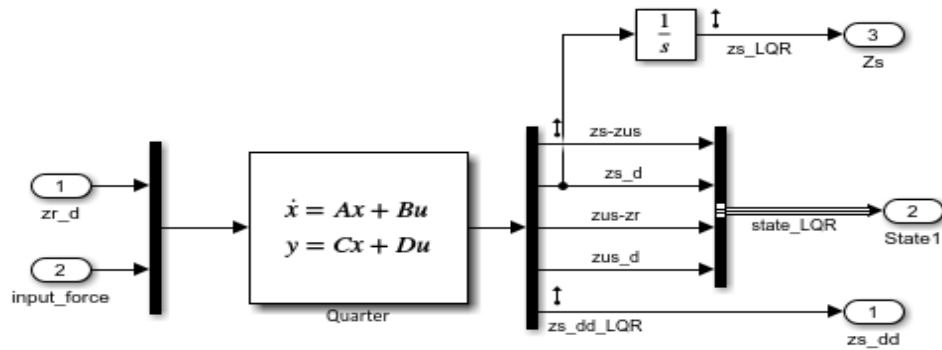 1
s
zs_LQR
3
Zs
1
zr_d
2
input_force
ẋ = Ax + Bu
y = Cx + Du
Quarter
zs-zus
zs_d
zus-zr
zus_d
zs_dd_LQR
state_LQR
2
State1
1
zs_dd